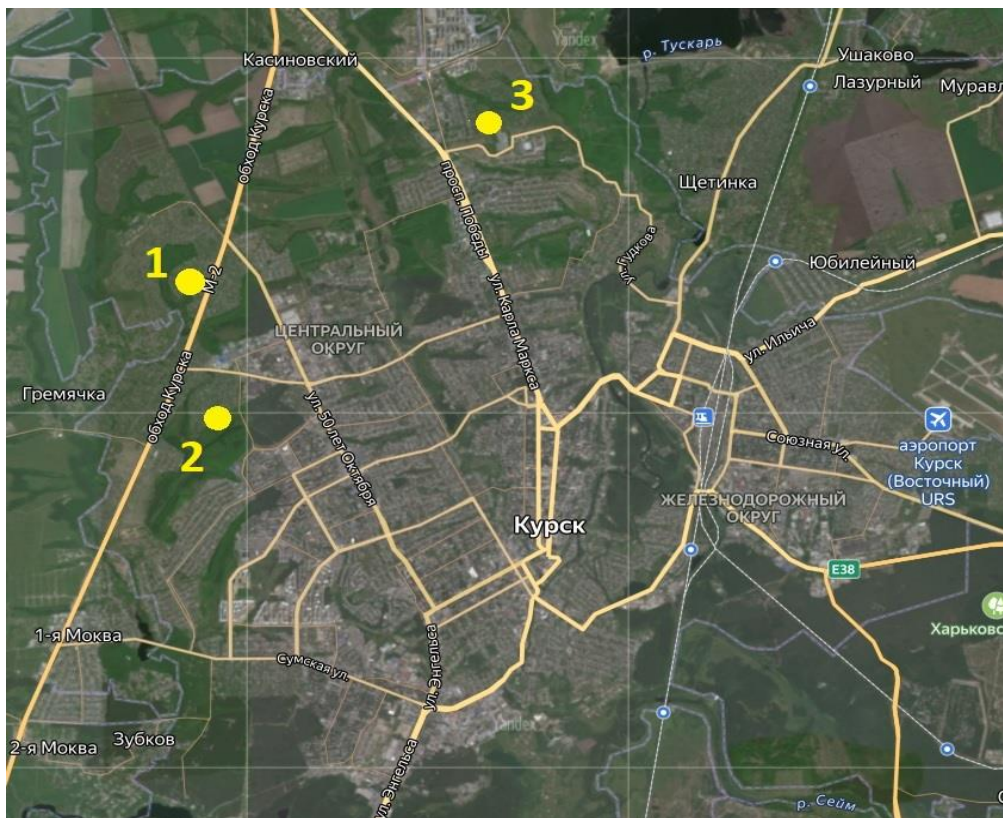 Yandex
р. Тускарь
Ушаково
Лазурный
Касиновский
3
обход Курска
Щетинка
просп. Победы
1
М-2
ул. Гудкова
Юбилейный
ул. Карла Маркса
ЦЕНТРАЛЬНЫЙ
ОКРУГ
ул. Ильича
Гремячка
обход Курска
2
ул. 50 лет Октября
Союзная ул.
аэропорт
Курск
(Восточный)
URS
ЖЕЛЕЗНОДОРОЖНЫЙ
ОКРУГ
Курск
E38
1-я Моква
Сумская ул.
ул. Энгельса
Yandex
2-я Моква
Зубков
ул. Энгельса
р. Сейм